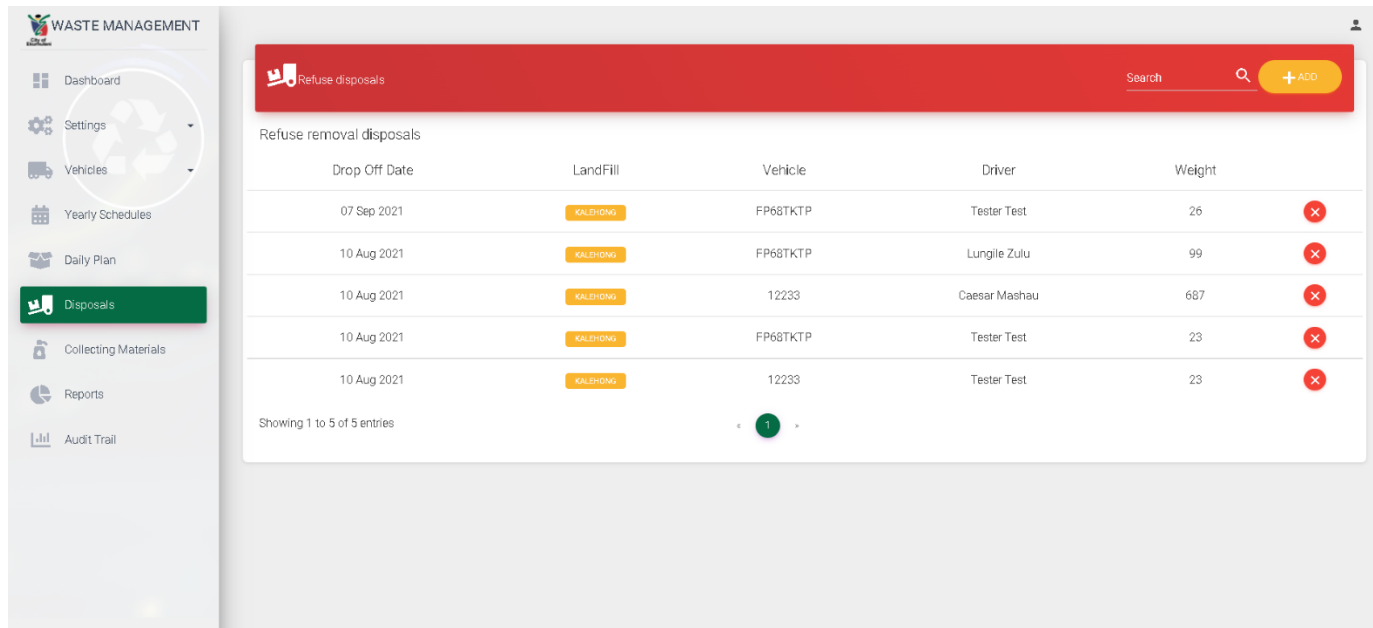 WASTE MANAGEMENT
City of
Ekurhuleni
Dashboard
Settings
Vehicles
Yearly Schedules
Daily Plan
Disposals
Collecting Materials
Reports
Audit Trail
Refuse disposals
Search
ADD
Refuse removal disposals
Drop Off Date LandFill Vehicle Driver Weight
07 Sep 2021 KALEHONG FP68TKTP Tester Test 26
10 Aug 2021 KALEHONG FP68TKTP Lungile Zulu 99
10 Aug 2021 KALEHONG 12233 Caesar Mashau 687
10 Aug 2021 KALEHONG FP68TKTP Tester Test 23
10 Aug 2021 KALEHONG 12233 Tester Test 23
Showing 1 to 5 of 5 entries
« 1 »